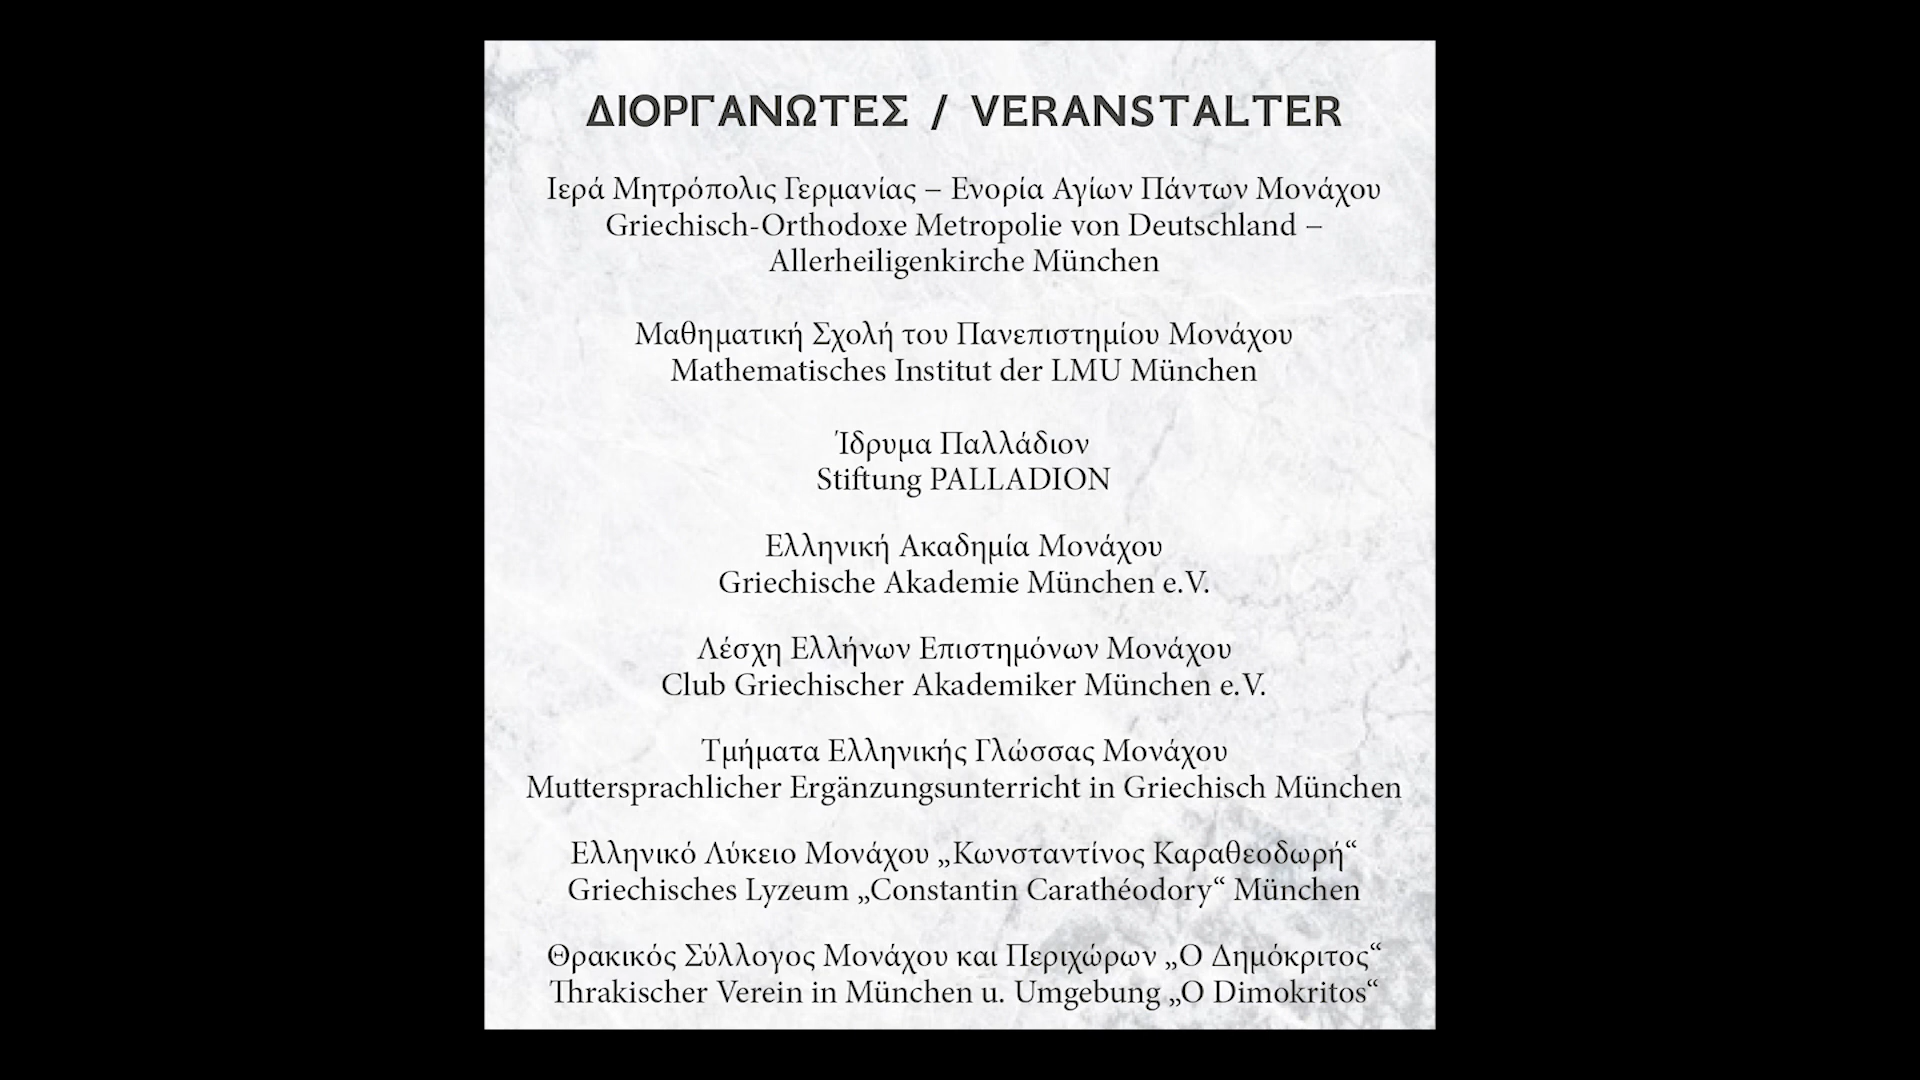 ΔΙΟΡΓΑΝΩΤΕΣ / VERANSTALTER
Ιερά Μητρόπολις Γερμανίας – Ενορία Αγίων Πάντων Μονάχου
Griechisch-Orthodoxe Metropolie von Deutschland –
Allerheiligenkirche München
Μαθηματική Σχολή του Πανεπιστημίου Μονάχου
Mathematisches Institut der LMU München
Ίδρυμα Παλλάδιον
Stiftung PALLADION
Ελληνική Ακαδημία Μονάχου
Griechische Akademie München e.V.
Λέσχη Ελλήνων Επιστημόνων Μονάχου
Club Griechischer Akademiker München e.V.
Τμήματα Ελληνικής Γλώσσας Μονάχου
Muttersprachlicher Ergänzungsunterricht in Griechisch München
Ελληνικό Λύκειο Μονάχου „Κωνσταντίνος Καραθεοδωρή“
Griechisches Lyzeum „Constantin Carathéodory“ München
Θρακικός Σύλλογος Μονάχου και Περιχώρων „Ο Δημόκριτος“
Thrakischer Verein in München u. Umgebung „O Dimokritos“